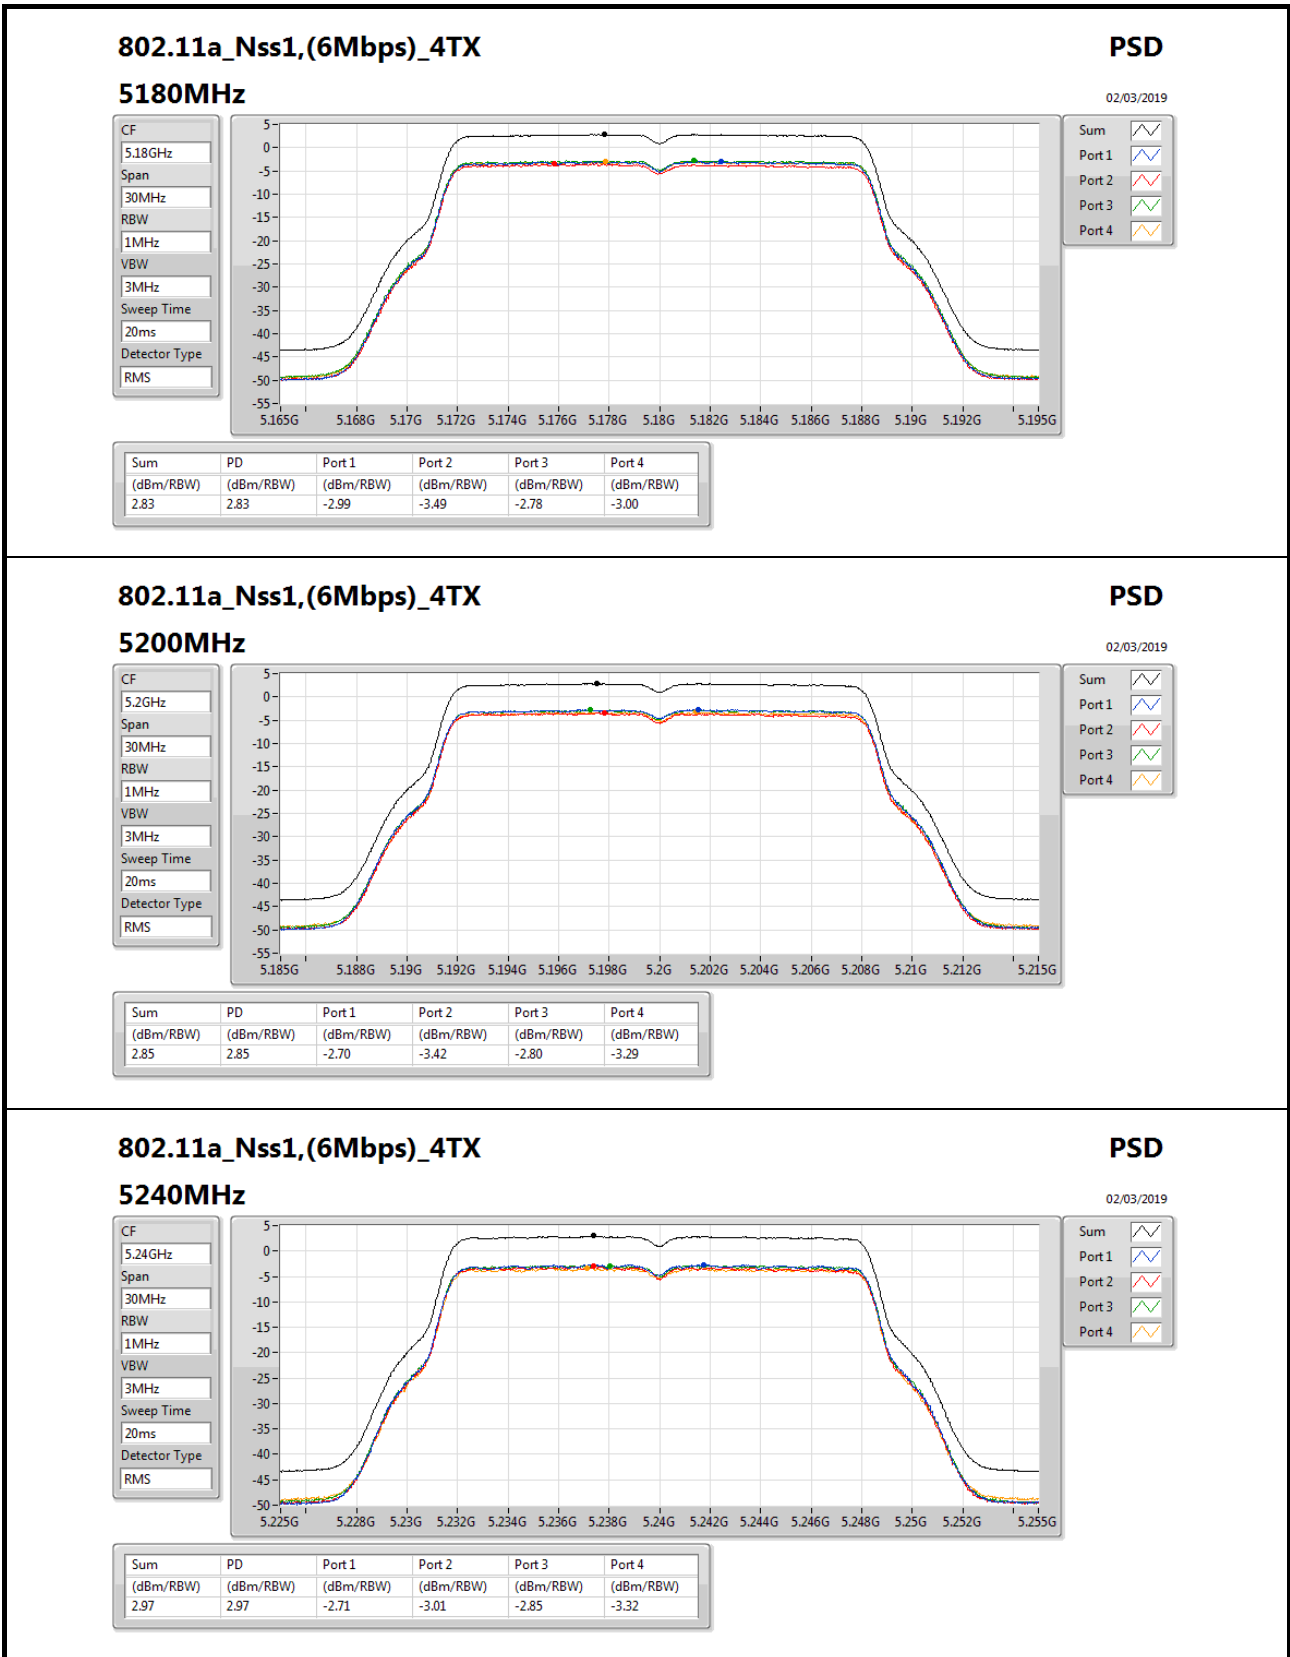 802.11a_Nss1,(6Mbps)_4TX PSD
5180MHz 02/03/2019
CF
5.18GHz
Span
30MHz
RBW
1MHz
VBW
3MHz
Sweep Time
20ms
Detector Type
RMS
5
0
-5
-10
-15
-20
-25
-30
-35
-40
-45
-50
-55
5.165G 5.168G 5.17G 5.172G 5.174G 5.176G 5.178G 5.18G 5.182G 5.184G 5.186G 5.188G 5.19G 5.192G 5.195G
Sum
Port 1
Port 2
Port 3
Port 4
Sum PD Port 1 Port 2 Port 3 Port 4
(dBm/RBW) (dBm/RBW) (dBm/RBW) (dBm/RBW) (dBm/RBW) (dBm/RBW)
2.83 2.83 -2.99 -3.49 -2.78 -3.00
802.11a_Nss1,(6Mbps)_4TX PSD
5200MHz 02/03/2019
CF
5.2GHz
Span
30MHz
RBW
1MHz
VBW
3MHz
Sweep Time
20ms
Detector Type
RMS
5
0
-5
-10
-15
-20
-25
-30
-35
-40
-45
-50
-55
5.185G 5.188G 5.19G 5.192G 5.194G 5.196G 5.198G 5.2G 5.202G 5.204G 5.206G 5.208G 5.21G 5.212G 5.215G
Sum
Port 1
Port 2
Port 3
Port 4
Sum PD Port 1 Port 2 Port 3 Port 4
(dBm/RBW) (dBm/RBW) (dBm/RBW) (dBm/RBW) (dBm/RBW) (dBm/RBW)
2.85 2.85 -2.70 -3.42 -2.80 -3.29
802.11a_Nss1,(6Mbps)_4TX PSD
5240MHz 02/03/2019
CF
5.24GHz
Span
30MHz
RBW
1MHz
VBW
3MHz
Sweep Time
20ms
Detector Type
RMS
5
0
-5
-10
-15
-20
-25
-30
-35
-40
-45
-50
5.225G 5.228G 5.23G 5.232G 5.234G 5.236G 5.238G 5.24G 5.242G 5.244G 5.246G 5.248G 5.25G 5.252G 5.255G
Sum
Port 1
Port 2
Port 3
Port 4
Sum PD Port 1 Port 2 Port 3 Port 4
(dBm/RBW) (dBm/RBW) (dBm/RBW) (dBm/RBW) (dBm/RBW) (dBm/RBW)
2.97 2.97 -2.71 -3.01 -2.85 -3.32